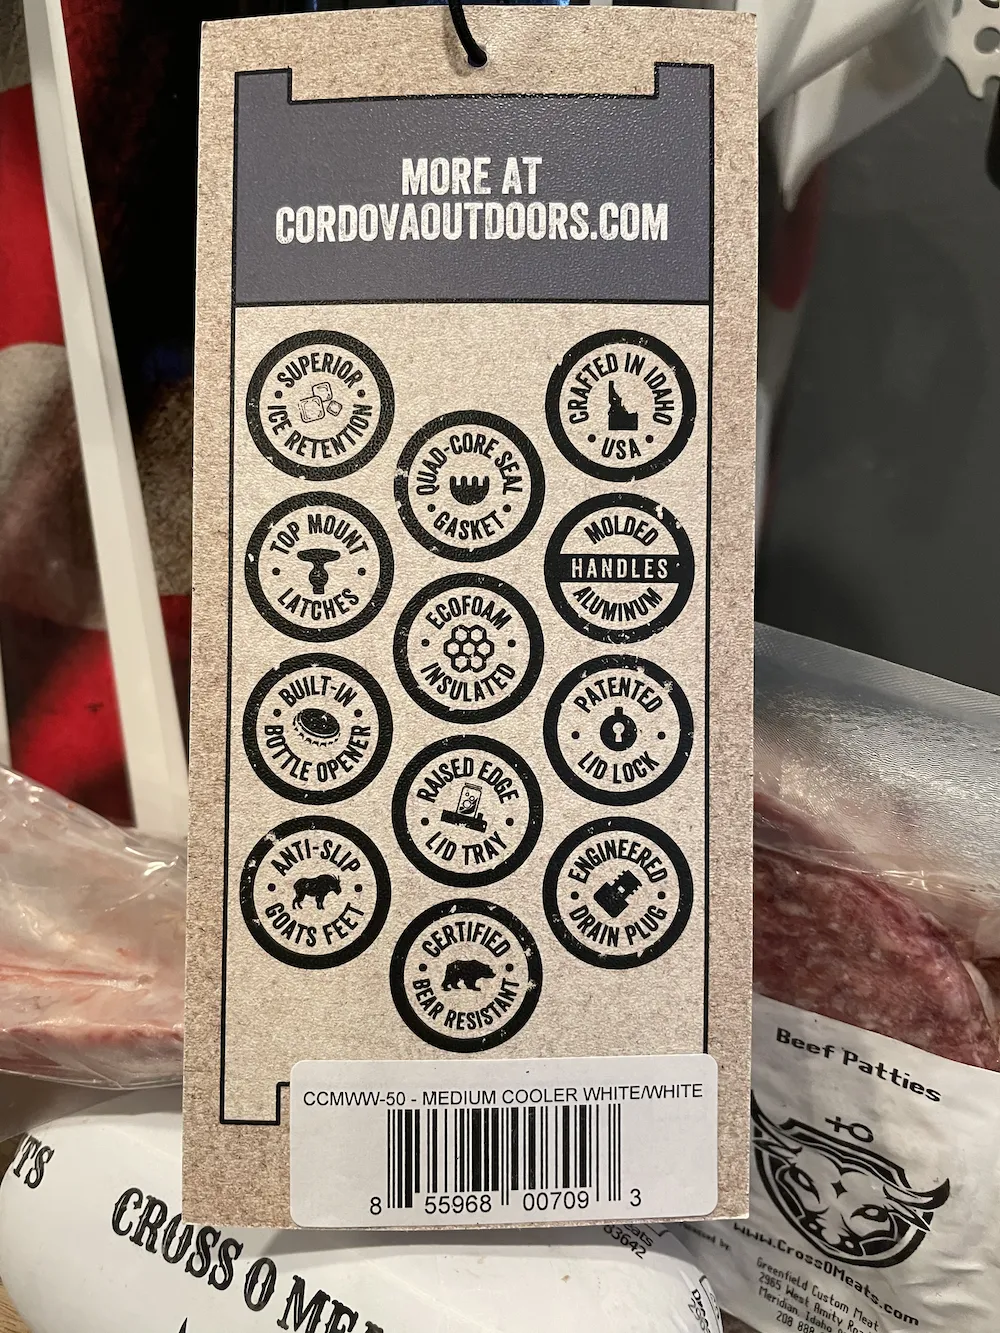 MORE AT
CORDOVAOUTDOORS.COM
SUPERIOR
ICE RETENTION
CRAFTED IN IDAHO
USA
QUAD-CORE SEAL
GASKET
TOP MOUNT
LATCHES
MOLDED
HANDLES
ALUMINUM
ECOFOAM
INSULATED
BUILT-IN
BOTTLE OPENER
PATENTED
LID LOCK
RAISED EDGE
LID TRAY
ANTI-SLIP
GOATS FEET
ENGINEERED
DRAIN PLUG
CERTIFIED
BEAR RESISTANT
CCMWW-50 - MEDIUM COOLER WHITE/WHITE
8 55968 00709 3
Beef Patties
www.CrossOMeats.com
Greenfield Custom Meat
2965 West Amity
Meridian, Idaho
208 888
CROSS O
83642